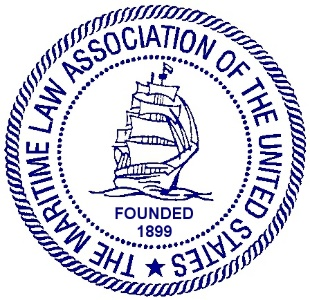 THE MARITIME LAW ASSOCIATION OF THE UNITED STATES
FOUNDED
1899